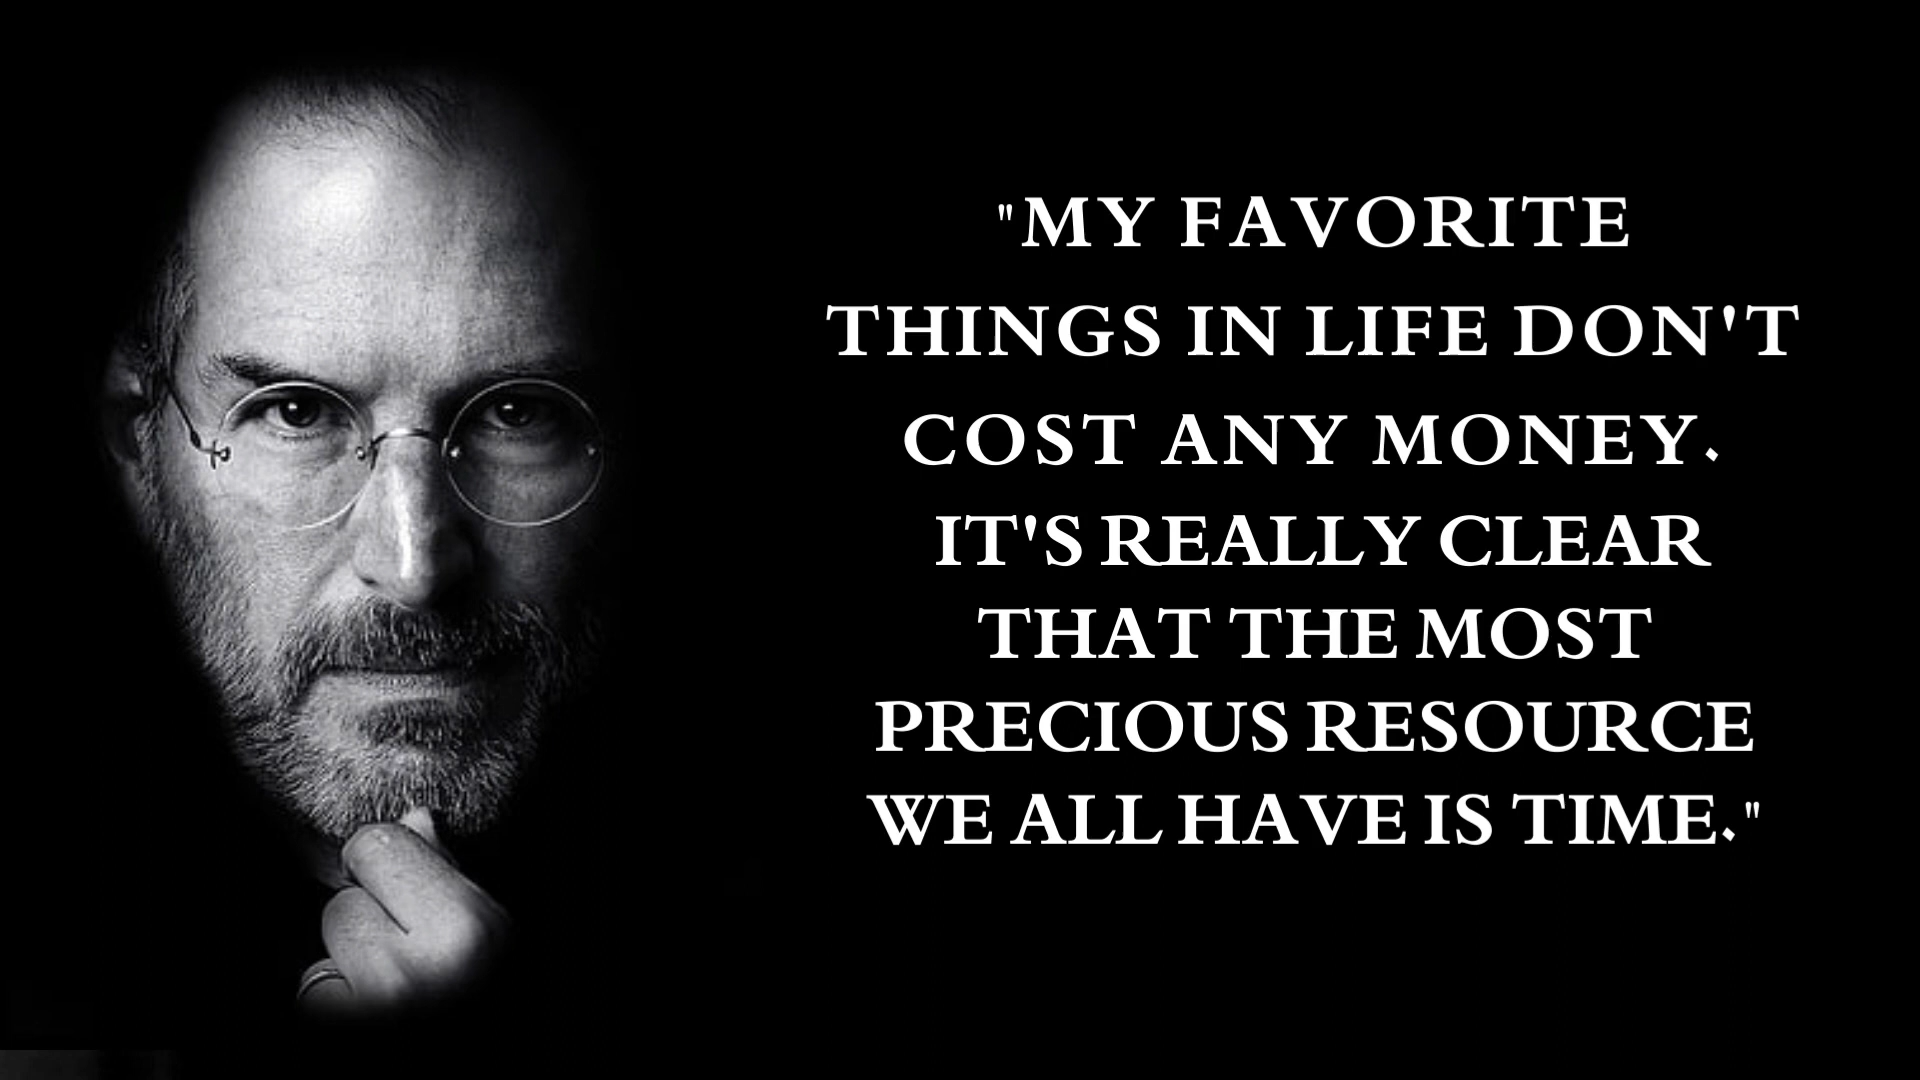 "MY FAVORITE
THINGS IN LIFE DON'T
COST ANY MONEY.
IT'S REALLY CLEAR
THAT THE MOST
PRECIOUS RESOURCE
WE ALL HAVE IS TIME."